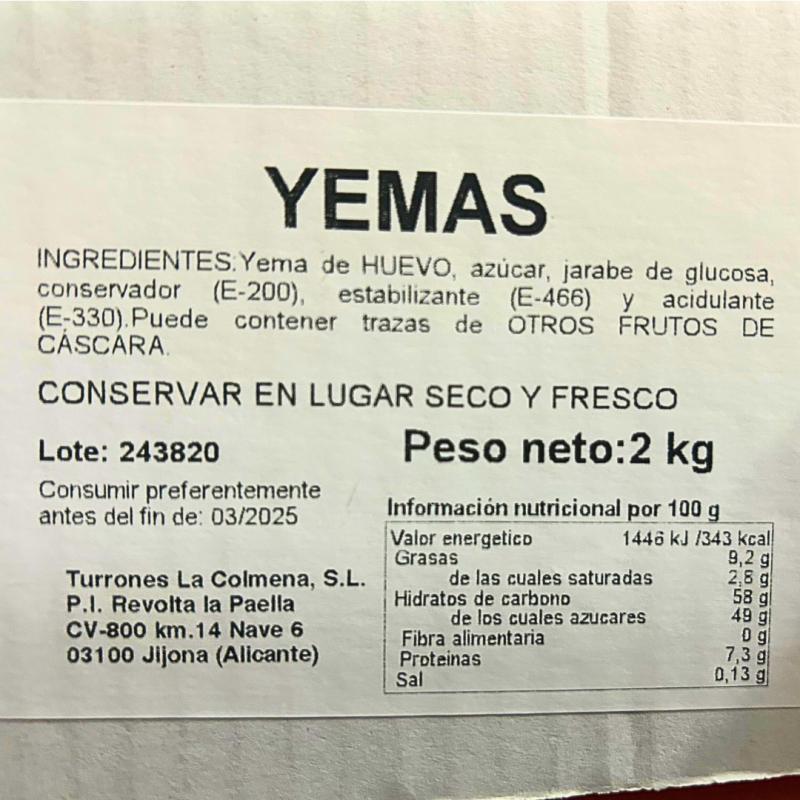 YEMAS
INGREDIENTES:Yema de HUEVO, azúcar, jarabe de glucosa,
conservador (E-200), estabilizante (E-466) y acidulante
(E-330).Puede contener trazas de OTROS FRUTOS DE
CÁSCARA.
CONSERVAR EN LUGAR SECO Y FRESCO
Lote: 243820
Peso neto:2 kg
Consumir preferentemente
antes del fin de: 03/2025
Turrones La Colmena, S.L.
P.I. Revolta la Paella
CV-800 km.14 Nave 6
03100 Jijona (Alicante)
Información nutricional por 100 g
Valor energetico 1446 kJ /343 kcal
Grasas 9,2 g
de las cuales saturadas 2,8 g
Hidratos de carbono 58 g
de los cuales azucares 49 g
Fibra alimentaria 0 g
Proteinas 7,3 g
Sal 0,13 g